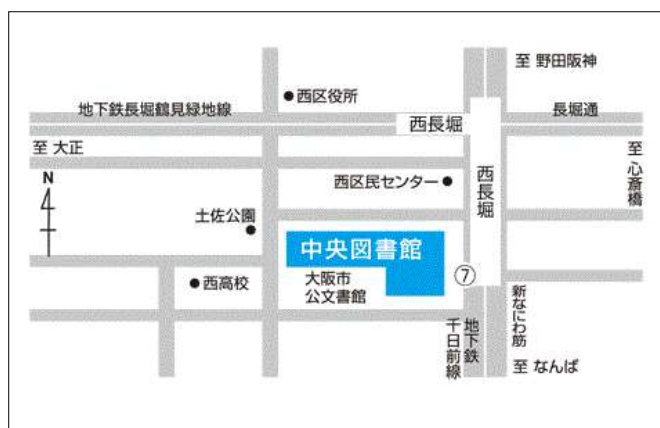 至 野田阪神
西区役所
地下鉄長堀鶴見緑地線
西長堀
長堀通
至 大正
至 心斎橋
N
西区民センター
西長堀
土佐公園
中央図書館
西高校
大阪市
公文書館
⑦
新なにわ筋
地下鉄
千日前線
至 なんば